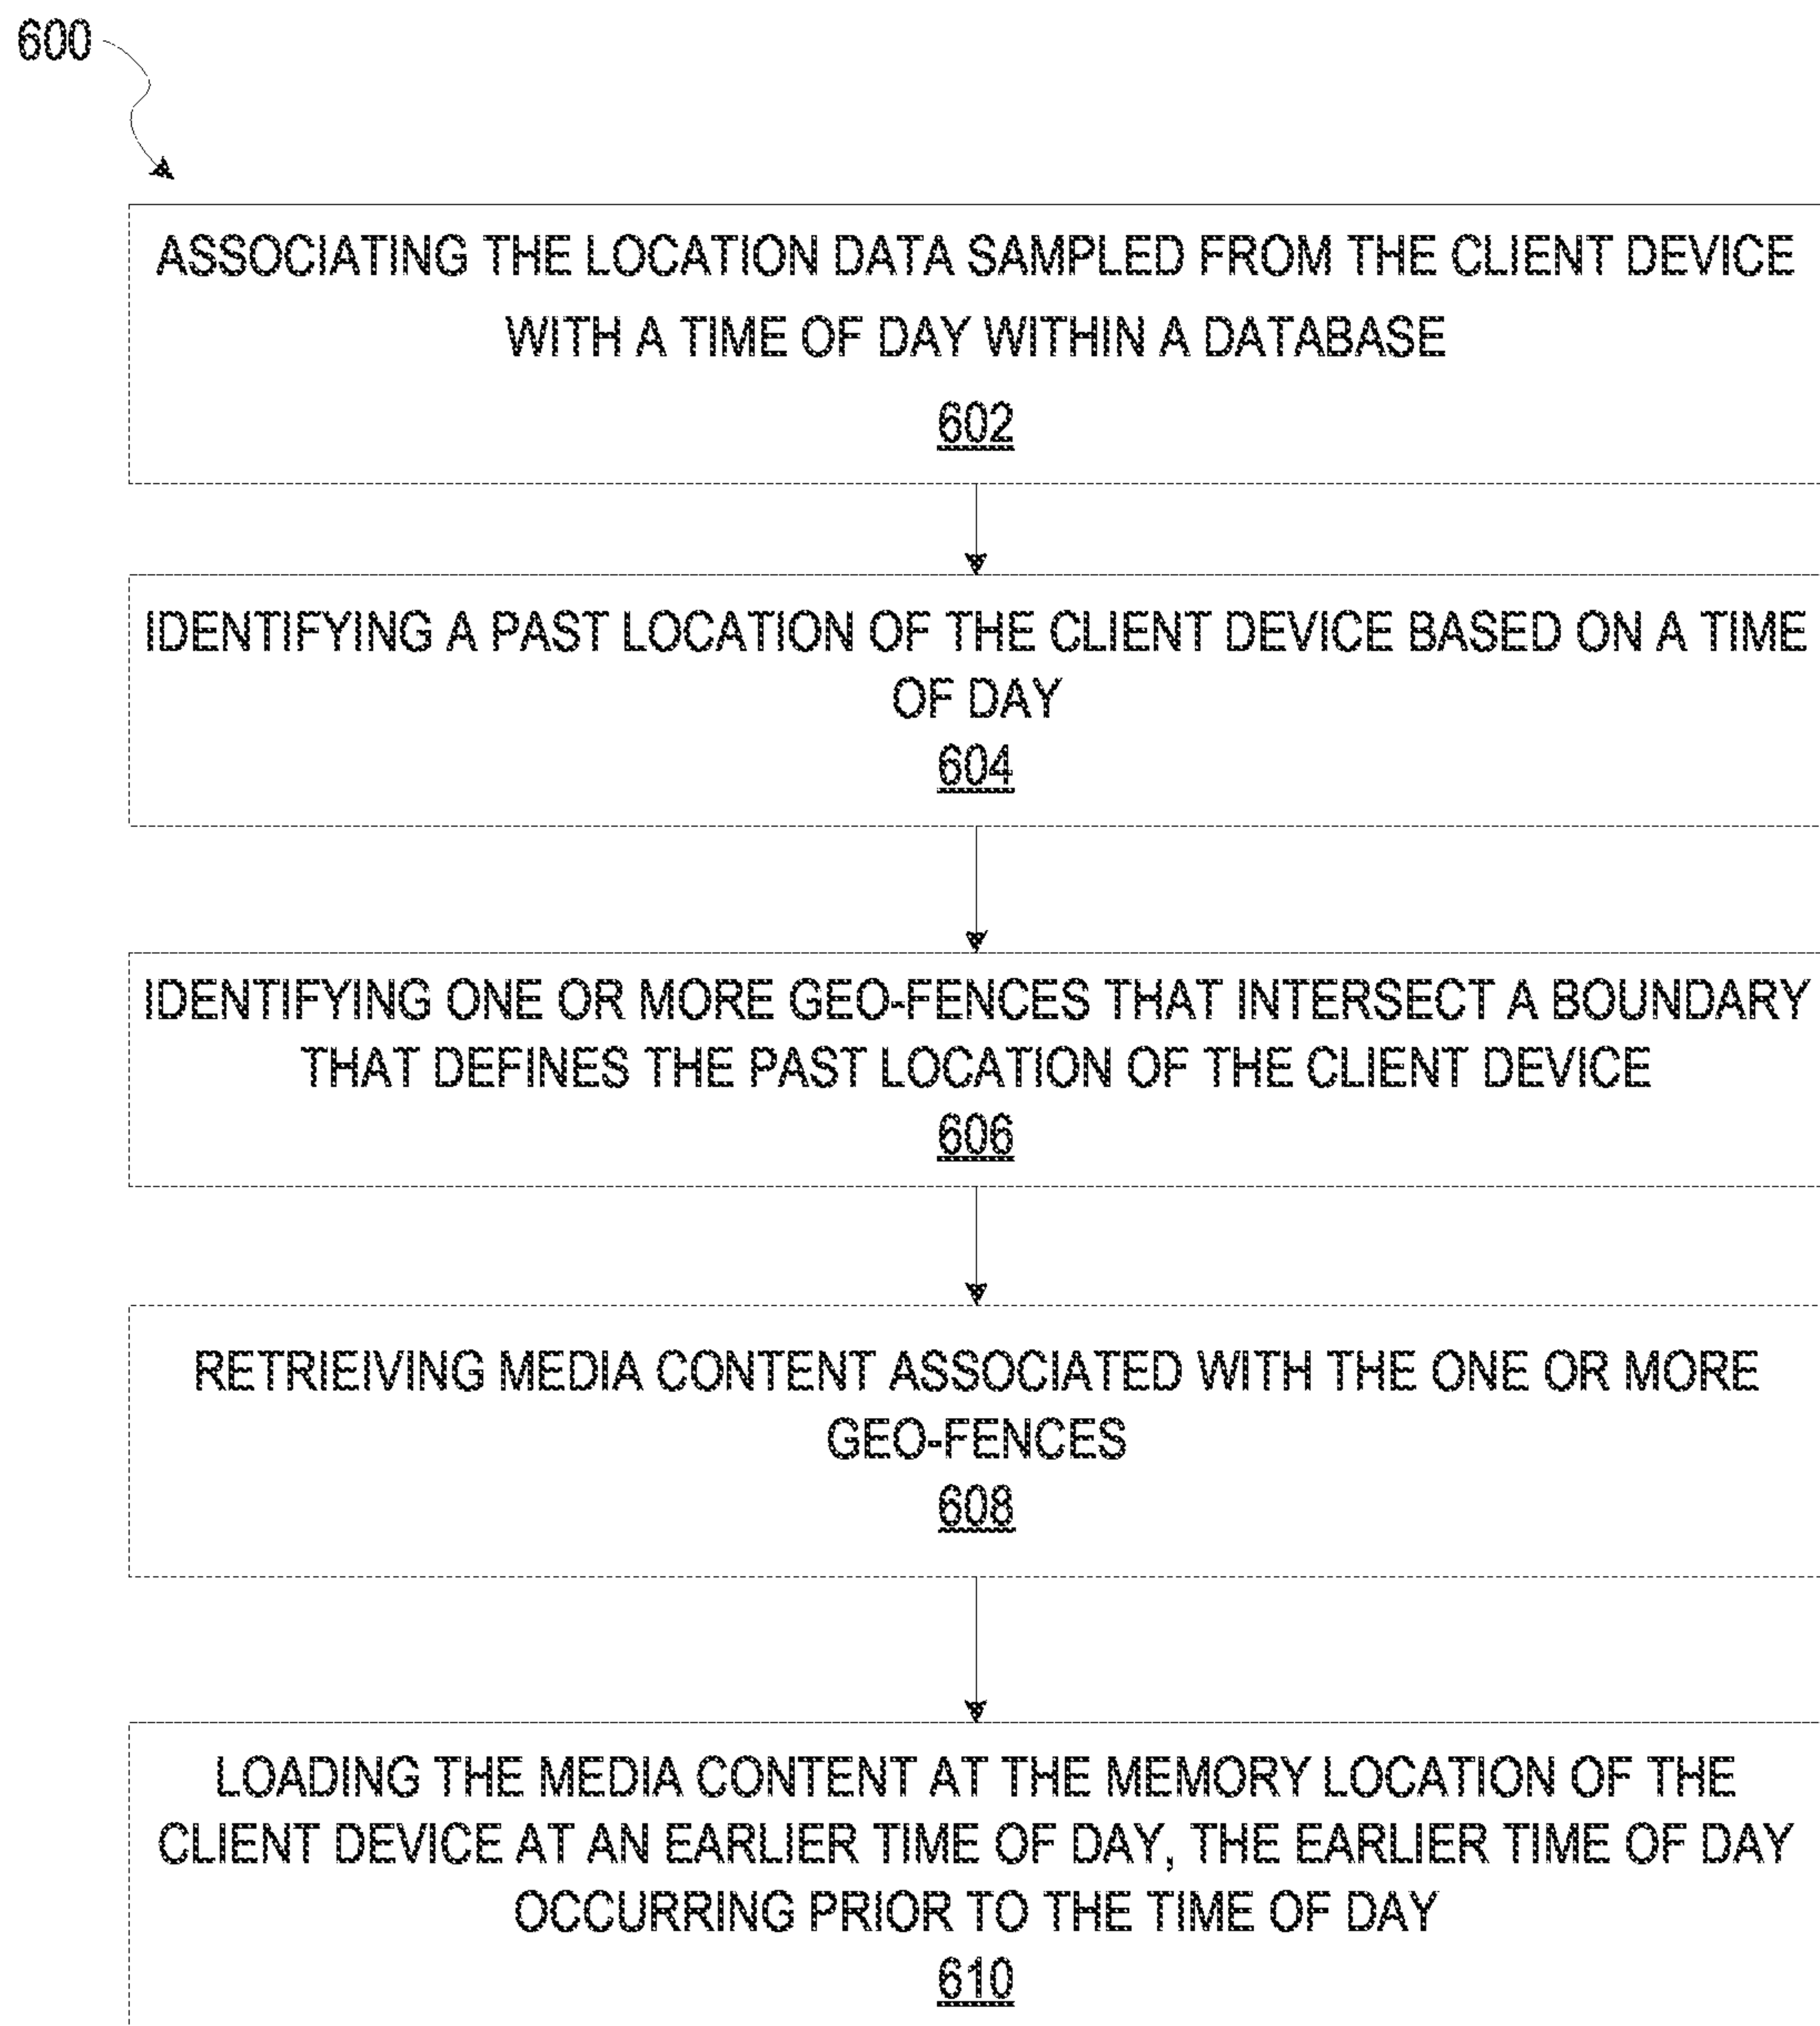 600
ASSOCIATING THE LOCATION DATA SAMPLED FROM THE CLIENT DEVICE
WITH A TIME OF DAY WITHIN A DATABASE
602
IDENTIFYING A PAST LOCATION OF THE CLIENT DEVICE BASED ON A TIME
OF DAY
604
IDENTIFYING ONE OR MORE GEO-FENCES THAT INTERSECT A BOUNDARY
THAT DEFINES THE PAST LOCATION OF THE CLIENT DEVICE
606
RETRIEIVING MEDIA CONTENT ASSOCIATED WITH THE ONE OR MORE
GEO-FENCES
608
LOADING THE MEDIA CONTENT AT THE MEMORY LOCATION OF THE
CLIENT DEVICE AT AN EARLIER TIME OF DAY, THE EARLIER TIME OF DAY
OCCURRING PRIOR TO THE TIME OF DAY
610